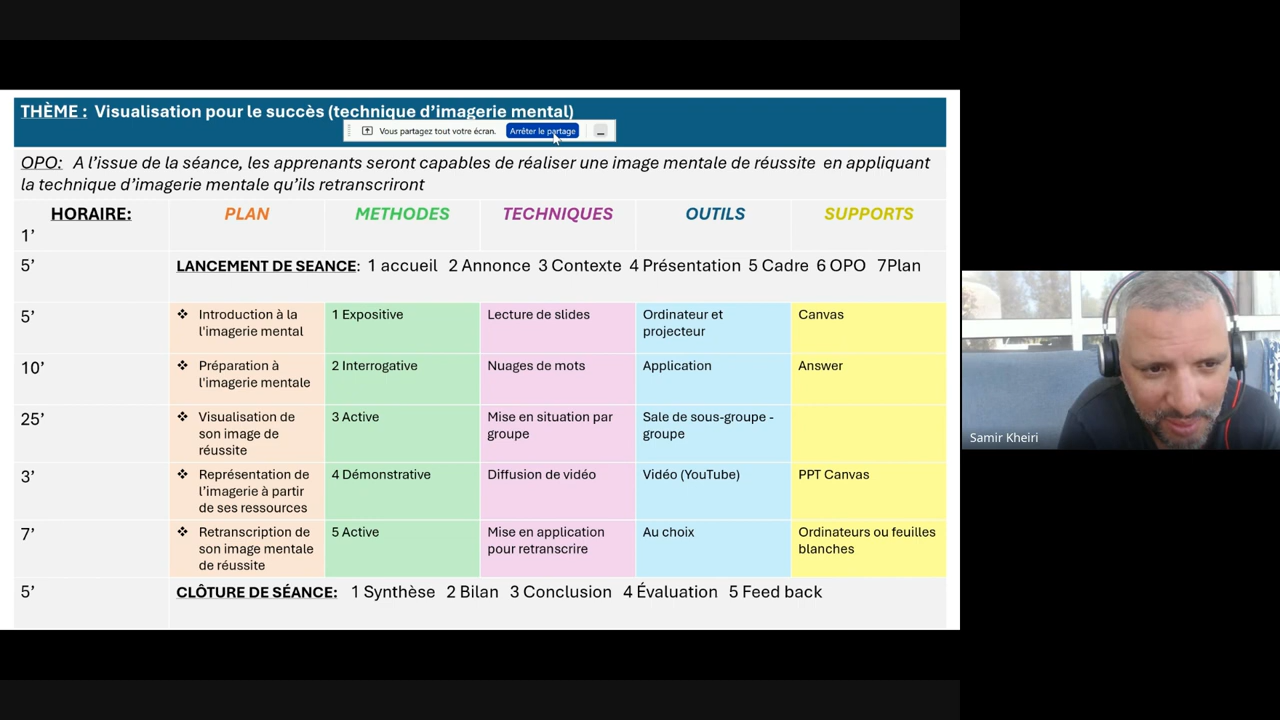 THÈME : Visualisation pour le succès (technique d’imagerie mental)
Vous partagez tout votre écran. Arrêter le partage
OPO: A l’issue de la séance, les apprenants seront capables de réaliser une image mentale de réussite en appliquant
la technique d’imagerie mentale qu’ils retranscriront
HORAIRE: PLAN METHODES TECHNIQUES OUTILS SUPPORTS
1’
5’ LANCEMENT DE SEANCE: 1 accueil 2 Annonce 3 Contexte 4 Présentation 5 Cadre 6 OPO 7Plan
5’ ❖ Introduction à la 1 Expositive Lecture de slides Ordinateur et Canvas
l'imagerie mental projecteur
10’ ❖ Préparation à 2 Interrogative Nuages de mots Application Answer
l'imagerie mentale
25’ ❖ Visualisation de 3 Active Mise en situation par Sale de sous-groupe -
son image de groupe groupe
réussite
3’ ❖ Représentation de 4 Démonstrative Diffusion de vidéo Vidéo (YouTube) PPT Canvas
l’imagerie à partir
de ses ressources
7’ ❖ Retranscription de 5 Active Mise en application Au choix Ordinateurs ou feuilles
son image mentale pour retranscrire blanches
de réussite
5’ CLÔTURE DE SÉANCE: 1 Synthèse 2 Bilan 3 Conclusion 4 Évaluation 5 Feed back
Samir Kheiri